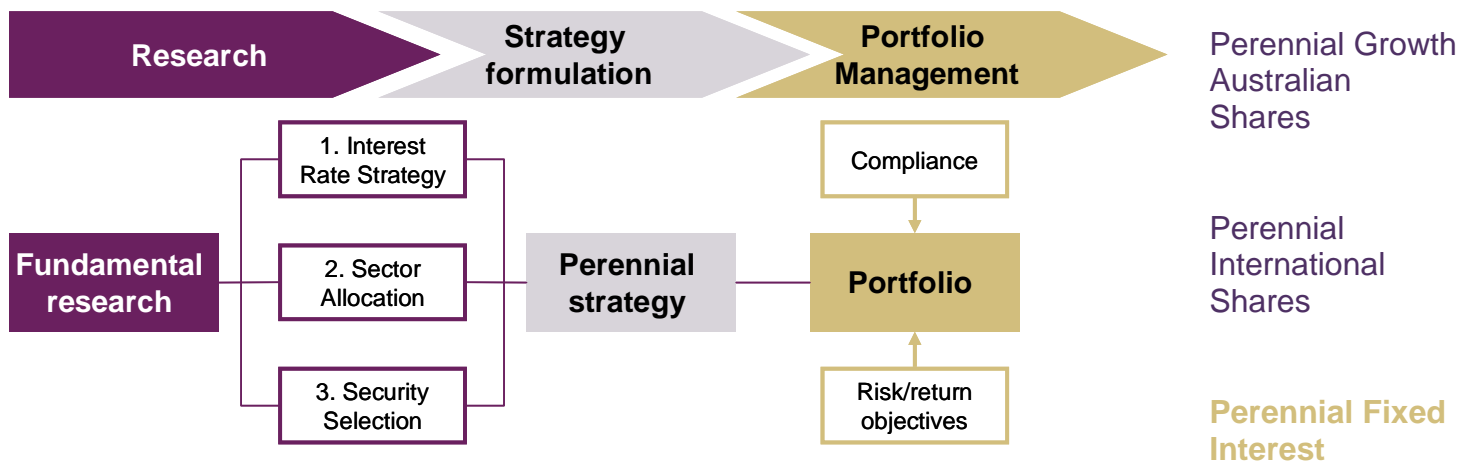 Research
Strategy
formulation
Portfolio
Management
Perennial Growth
Australian
Shares
1. Interest
Rate Strategy
Compliance
Fundamental
research
2. Sector
Allocation
Perennial
strategy
Portfolio
Perennial
International
Shares
3. Security
Selection
Risk/return
objectives
Perennial Fixed
Interest